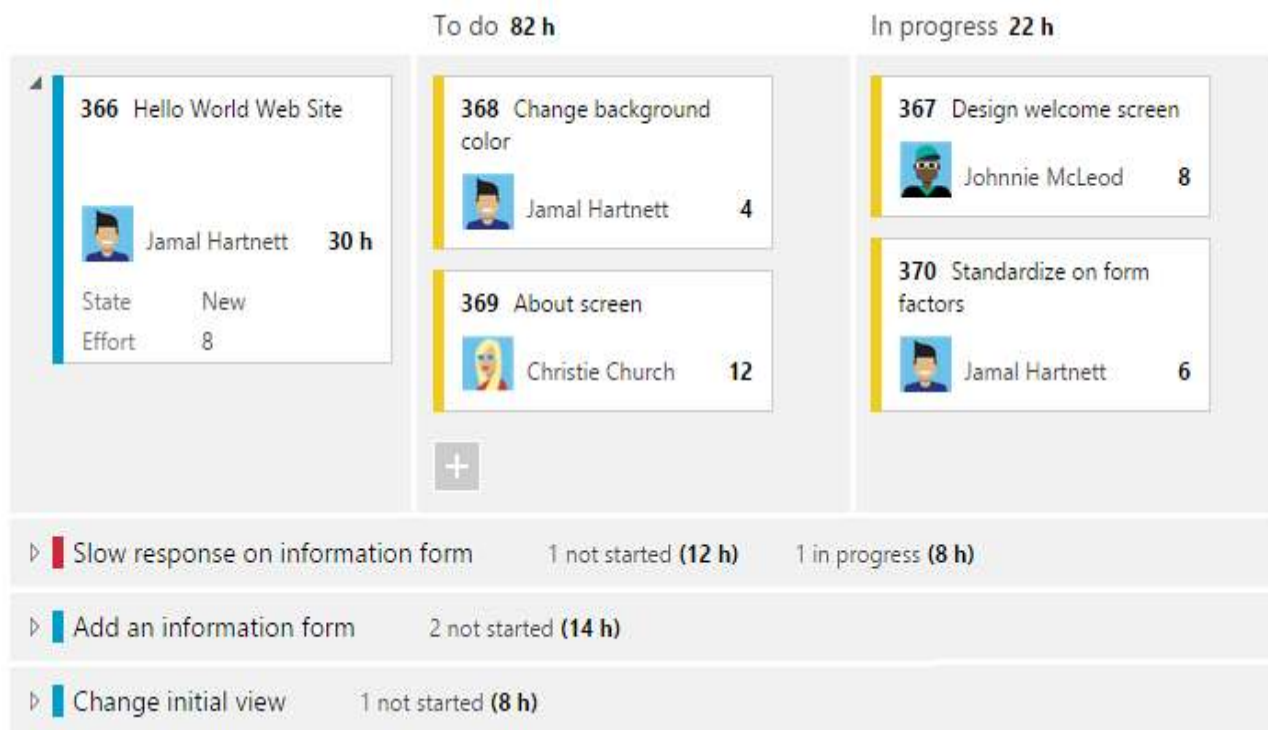 To do 82 h
In progress 22 h
366 Hello World Web Site
Jamal Hartnett 30 h
State New
Effort 8
368 Change background
color
Jamal Hartnett 4
369 About screen
Christie Church 12
367 Design welcome screen
Johnnie McLeod 8
370 Standardize on form
factors
Jamal Hartnett 6
Slow response on information form 1 not started (12 h) 1 in progress (8 h)
Add an information form 2 not started (14 h)
Change initial view 1 not started (8 h)